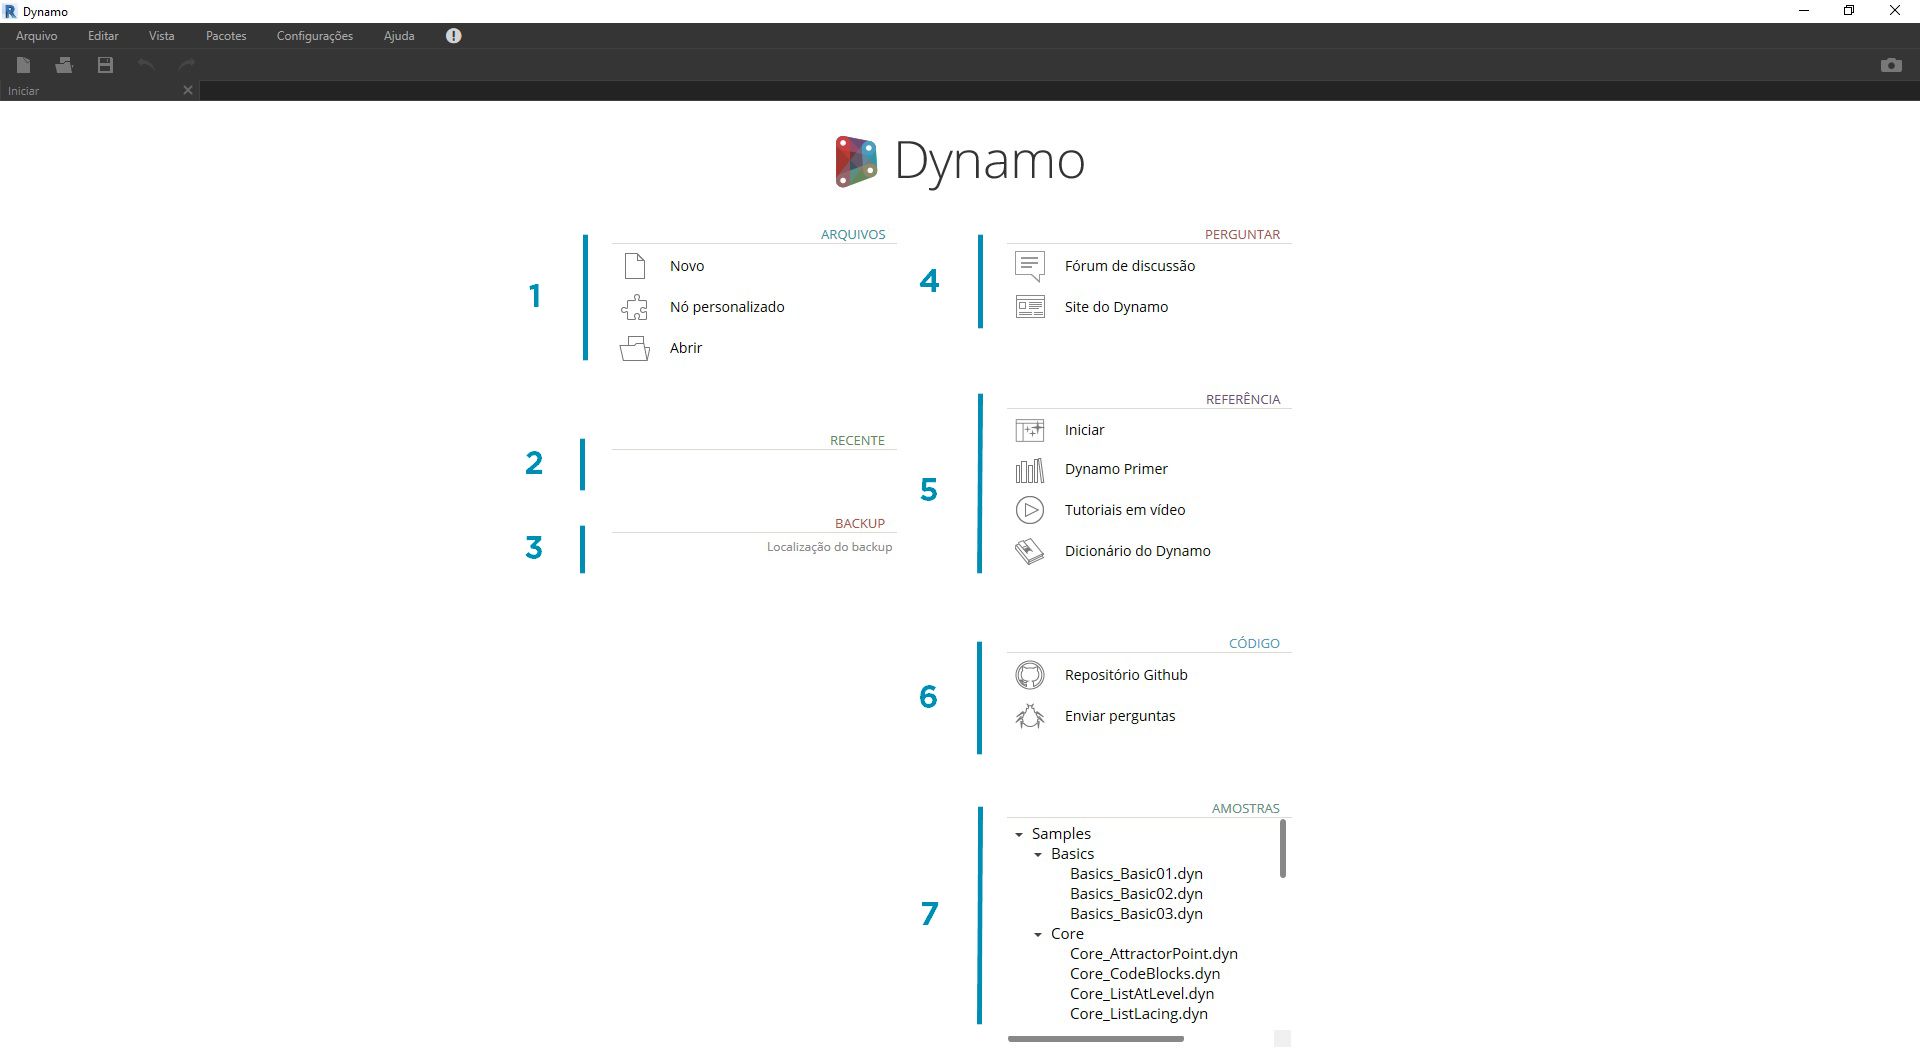 Dynamo
Arquivo Editar Vista Pacotes Configurações Ajuda
Iniciar
Dynamo
1
ARQUIVOS
Novo
Nó personalizado
Abrir
2
RECENTE
3
BACKUP
Localização do backup
4
PERGUNTAR
Fórum de discussão
Site do Dynamo
5
REFERÊNCIA
Iniciar
Dynamo Primer
Tutoriais em vídeo
Dicionário do Dynamo
6
CÓDIGO
Repositório Github
Enviar perguntas
7
AMOSTRAS
Samples
Basics
Basics_Basic01.dyn
Basics_Basic02.dyn
Basics_Basic03.dyn
Core
Core_AttractorPoint.dyn
Core_CodeBlocks.dyn
Core_ListAtLevel.dyn
Core_ListLacing.dyn